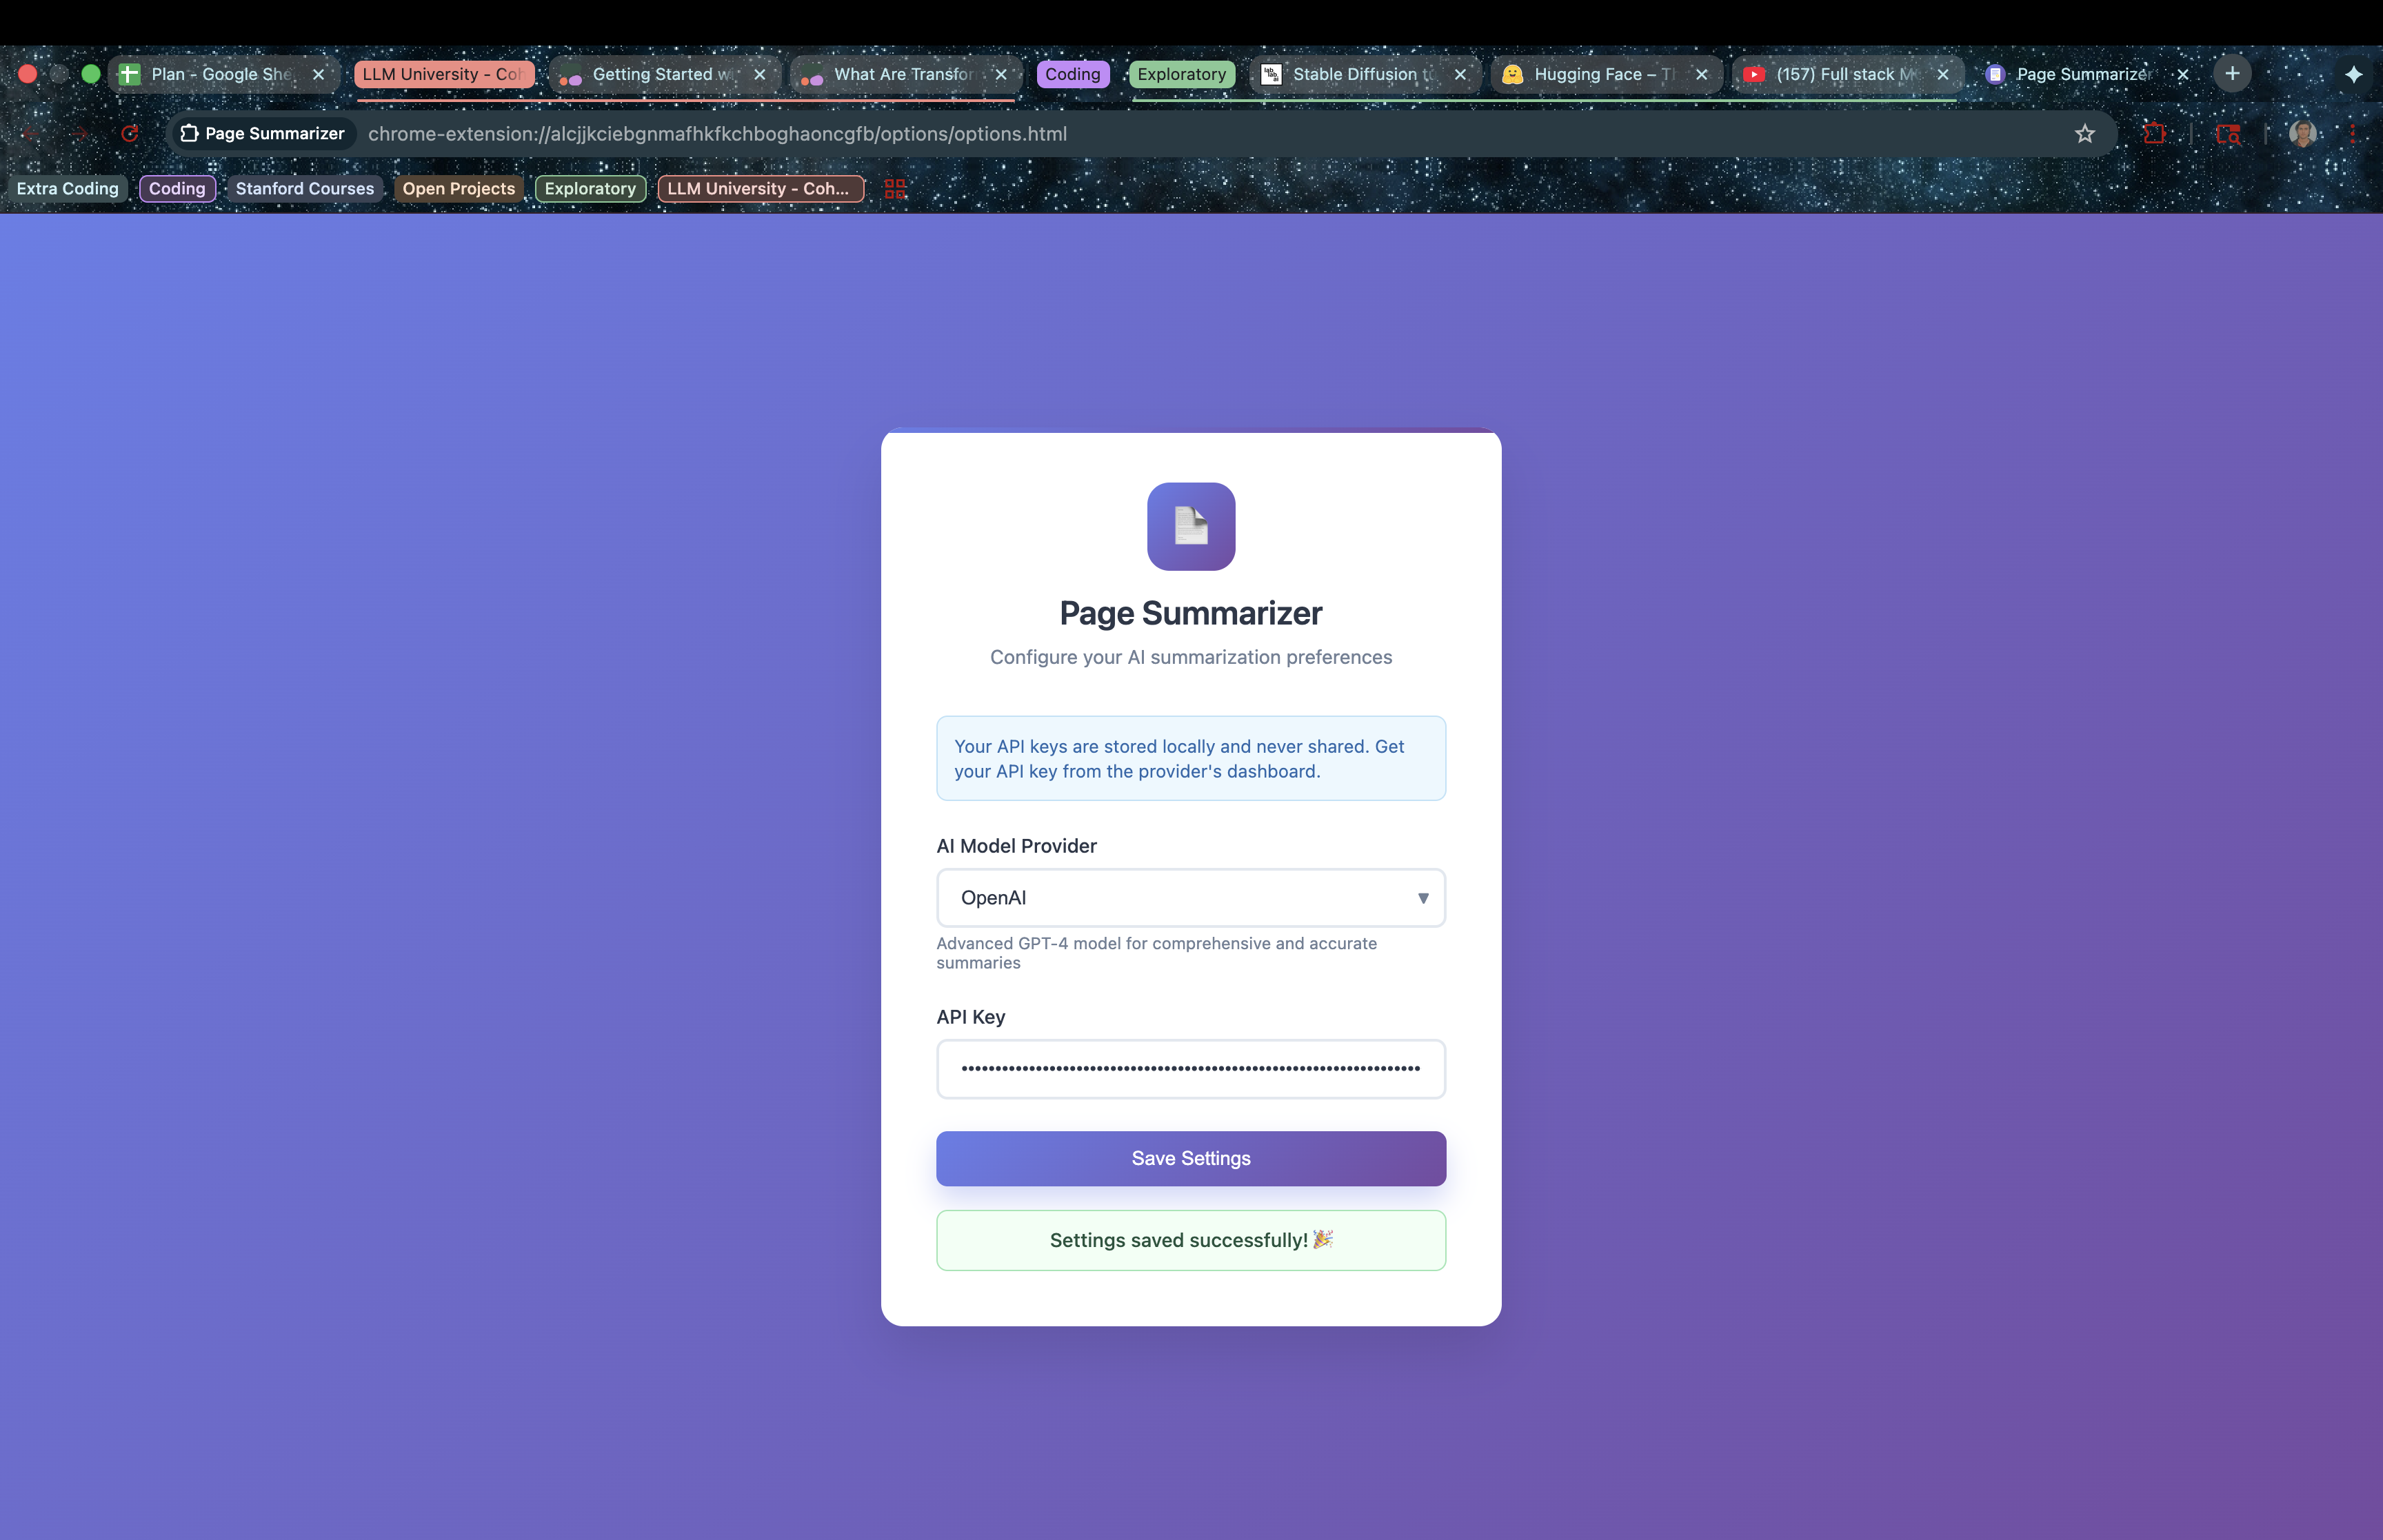 Plan - Google She
LLM University - Coh
Getting Started w
What Are Transfor
Coding
Exploratory
Stable Diffusion t
Hugging Face – T
(157) Full stack M
Page Summarizer
Page Summarizer
chrome-extension://alcjjkciebgnmafhkfkchboghaoncgfb/options/options.html
Extra Coding
Coding
Stanford Courses
Open Projects
Exploratory
LLM University - Coh...
Page Summarizer
Configure your AI summarization preferences
Your API keys are stored locally and never shared. Get
your API key from the provider's dashboard.
AI Model Provider
OpenAI
Advanced GPT-4 model for comprehensive and accurate
summaries
API Key
Save Settings
Settings saved successfully! 🎉